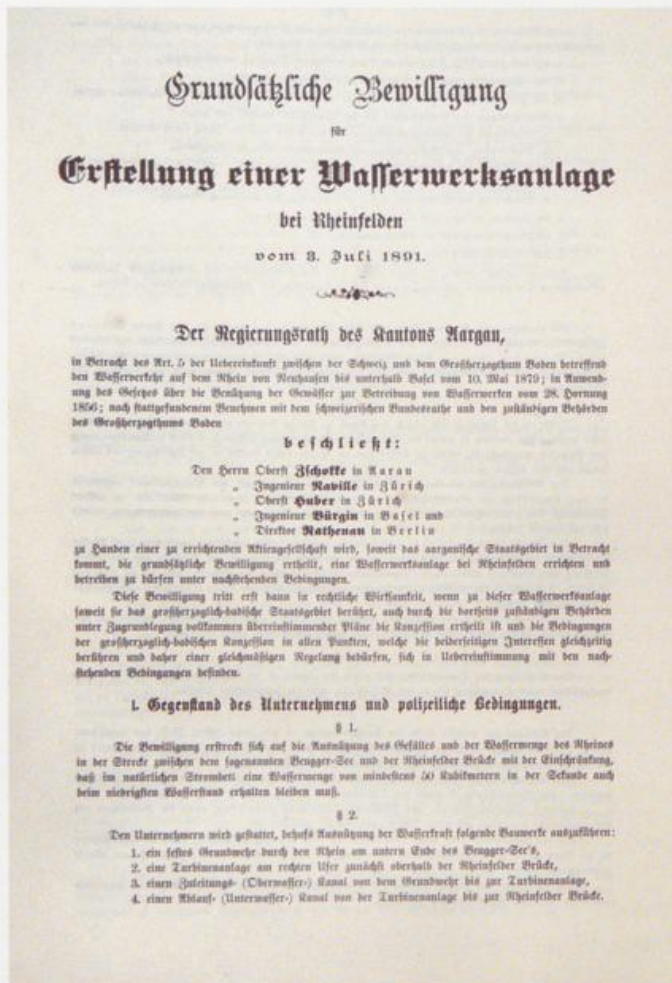 Grundsätzliche Bewilligung
für
Erstellung einer Wasserwerksanlage
bei Rheinfelden
vom 3. Juli 1891.
Der Regierungsrath des Kantons Aargau,
in Betracht des Art. 5 der Uebereinkunft zwischen der Schweiz und dem Großherzogthum Baden betreffend
den Wasserverkehr auf dem Rhein von Neuhausen bis unterhalb Basel vom 10. Mai 1879; in Anwend-
ung des Gesetzes über die Benützung der Gewässer zur Betreibung von Wasserwerken vom 28. Hornung
1856; nach stattgefundenem Benehmen mit dem schweizerischen Bundesrathe und den zuständigen Behörden
des Großherzogthums Baden
beschließt:
Den Herrn Oberst Zschokke in Aarau
„ Ingenieur Naville in Zürich
„ Oberst Huber in Zürich
„ Ingenieur Bürgin in Basel und
„ Direktor Rathenau in Berlin
zu Handen einer zu errichtenden Aktiengesellschaft wird, soweit das aargauische Staatsgebiet in Betracht
kommt, die grundsätzliche Bewilligung ertheilt, eine Wasserwerksanlage bei Rheinfelden errichten und
betreiben zu dürfen unter nachstehenden Bedingungen.
Diese Bewilligung tritt erst dann in rechtliche Wirksamkeit, wenn zu dieser Wasserwerksanlage
soweit sie das großherzoglich-badische Staatsgebiet berührt, auch durch die dortseits zuständigen Behörden
unter Zugrundlegung vollkommen übereinstimmender Pläne die Konzession ertheilt ist und die Bedingungen
der großherzoglich-badischen Konzession in allen Punkten, welche die beiderseitigen Interessen gleichzeitig
berühren und daher einer gleichmäßigen Regelung bedürfen, sich in Uebereinstimmung mit den nach-
stehenden Bedingungen befinden.
I. Gegenstand des Unternehmens und polizeiliche Bedingungen.
§ 1.
Die Bewilligung erstreckt sich auf die Ausnützung des Gefälles und der Wassermenge des Rheines
in der Strecke zwischen dem sogenannten Beugger-See und der Rheinfelder Brücke mit der Einschränkung,
daß im natürlichen Strombett eine Wassermenge von mindestens 50 Kubikmetern in der Sekunde auch
beim niedrigsten Wasserstand erhalten bleiben muß.
§ 2.
Den Unternehmern wird gestattet, behufs Ausnützung der Wasserkraft folgende Bauwerke auszuführen:
1. ein festes Grundwehr durch den Rhein am untern Ende des Beugger-See's,
2. eine Turbinenanlage am rechten Ufer zunächst oberhalb der Rheinfelder Brücke,
3. einen Zuleitungs- (Oberwasser-) Kanal von dem Grundwehr bis zur Turbinenanlage,
4. einen Ablauf- (Unterwasser-) Kanal von der Turbinenanlage bis zur Rheinfelder Brücke.